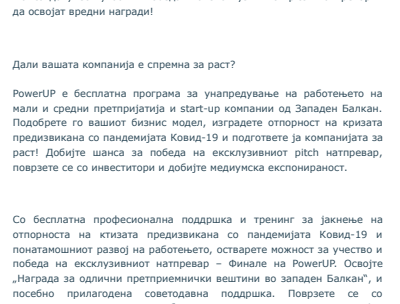 да освојат вредни награди!
Дали вашата компанија е спремна за раст?
PowerUP е бесплатна програма за унапредување на работењето на
мали и средни претпријатија и start-up компании од Западен Балкан.
Подобрете го вашиот бизнис модел, изградете отпорност на кризата
предизвикана со пандемијата Ковид-19 и подгответе ја компанијата за
раст! Добијте шанса за победа на ексклузивниот pitch натпревар,
поврзете се со инвеститори и добијте медиумска експонираност.
Со бесплатна професионална поддршка и тренинг за јакнење на
отпорноста на ктизата предизвикана со пандемијата Ковид-19 и
понатамошниот развој на работењето, остварете можност за учество и
победа на ексклузивниот натпревар – Финале на PowerUP. Освојте
„Награда за одлични претприемнички вештини во западен Балкан“, и
посебно прилагодена советодавна поддршка. Поврзете се со